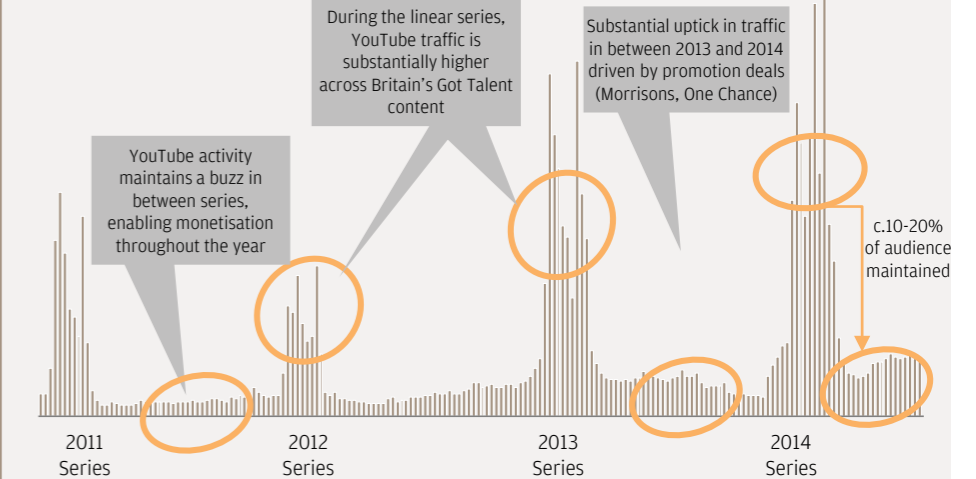 During the linear series,
YouTube traffic is
substantially higher
across Britain's Got Talent
content
Substantial uptick in traffic
in between 2013 and 2014
driven by promotion deals
(Morrisons, One Chance)
YouTube activity
maintains a buzz in
between series,
enabling monetisation
throughout the year
c.10-20%
of audience
maintained
2011
Series
2012
Series
2013
Series
2014
Series